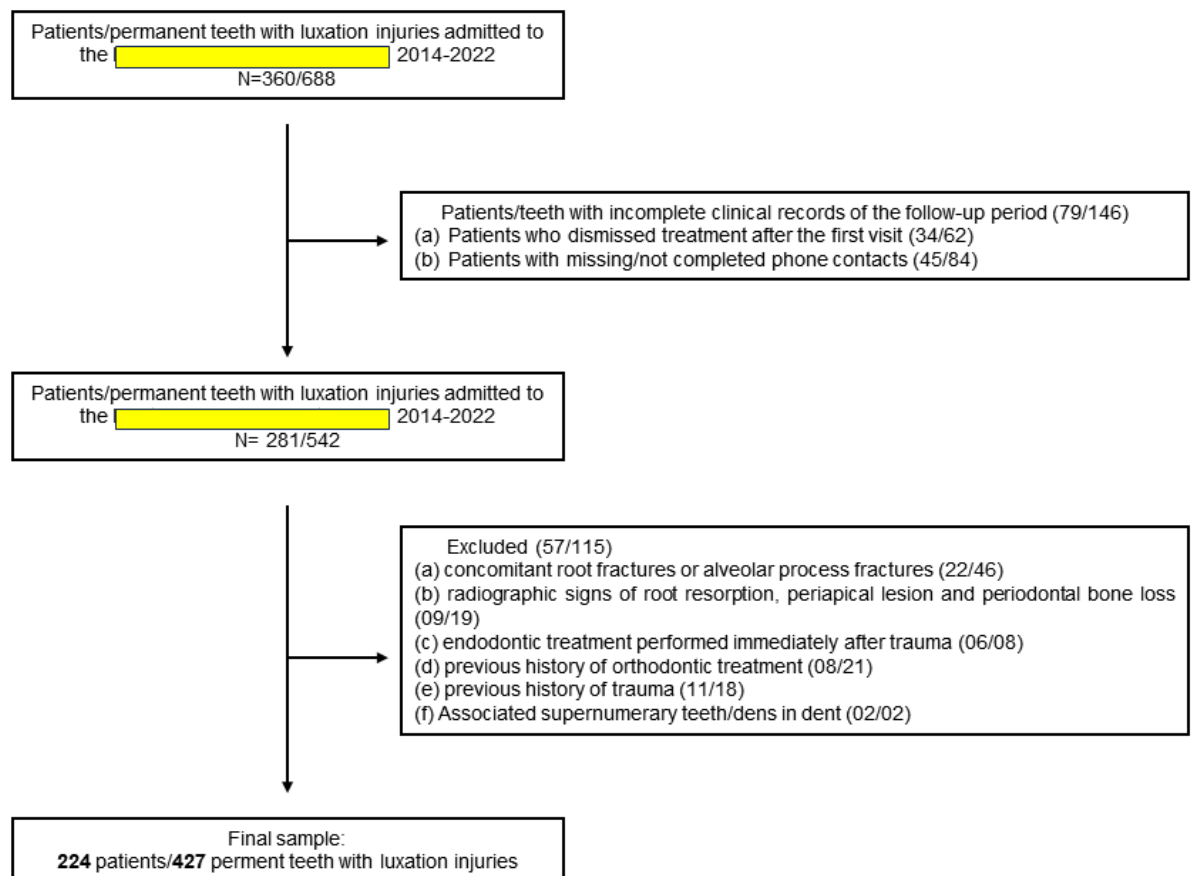 Patients/permanent teeth with luxation injuries admitted to
the 2014-2022
N=360/688
Patients/teeth with incomplete clinical records of the follow-up period (79/146)
(a) Patients who dismissed treatment after the first visit (34/62)
(b) Patients with missing/not completed phone contacts (45/84)
Patients/permanent teeth with luxation injuries admitted to
the 2014-2022
N= 281/542
Excluded (57/115)
(a) concomitant root fractures or alveolar process fractures (22/46)
(b) radiographic signs of root resorption, periapical lesion and periodontal bone loss
(09/19)
(c) endodontic treatment performed immediately after trauma (06/08)
(d) previous history of orthodontic treatment (08/21)
(e) previous history of trauma (11/18)
(f) Associated supernumerary teeth/dens in dent (02/02)
Final sample:
224 patients/427 perment teeth with luxation injuries